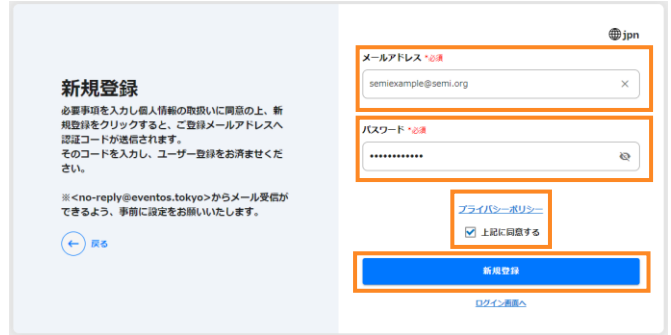 jpn
新規登録
必要事項を入力し個人情報の取扱いに同意の上、新
規登録をクリックすると、ご登録メールアドレスへ
認証コードが送信されます。
そのコードを入力し、ユーザー登録をお済ませくだ
さい。
※<no-reply@eventos.tokyo>からメール受信が
できるよう、事前に設定をお願いいたします。
戻る
メールアドレス *必須
semiexample@semi.org
パスワード *必須
••••••••••••
プライバシーポリシー
上記に同意する
新規登録
ログイン画面へ